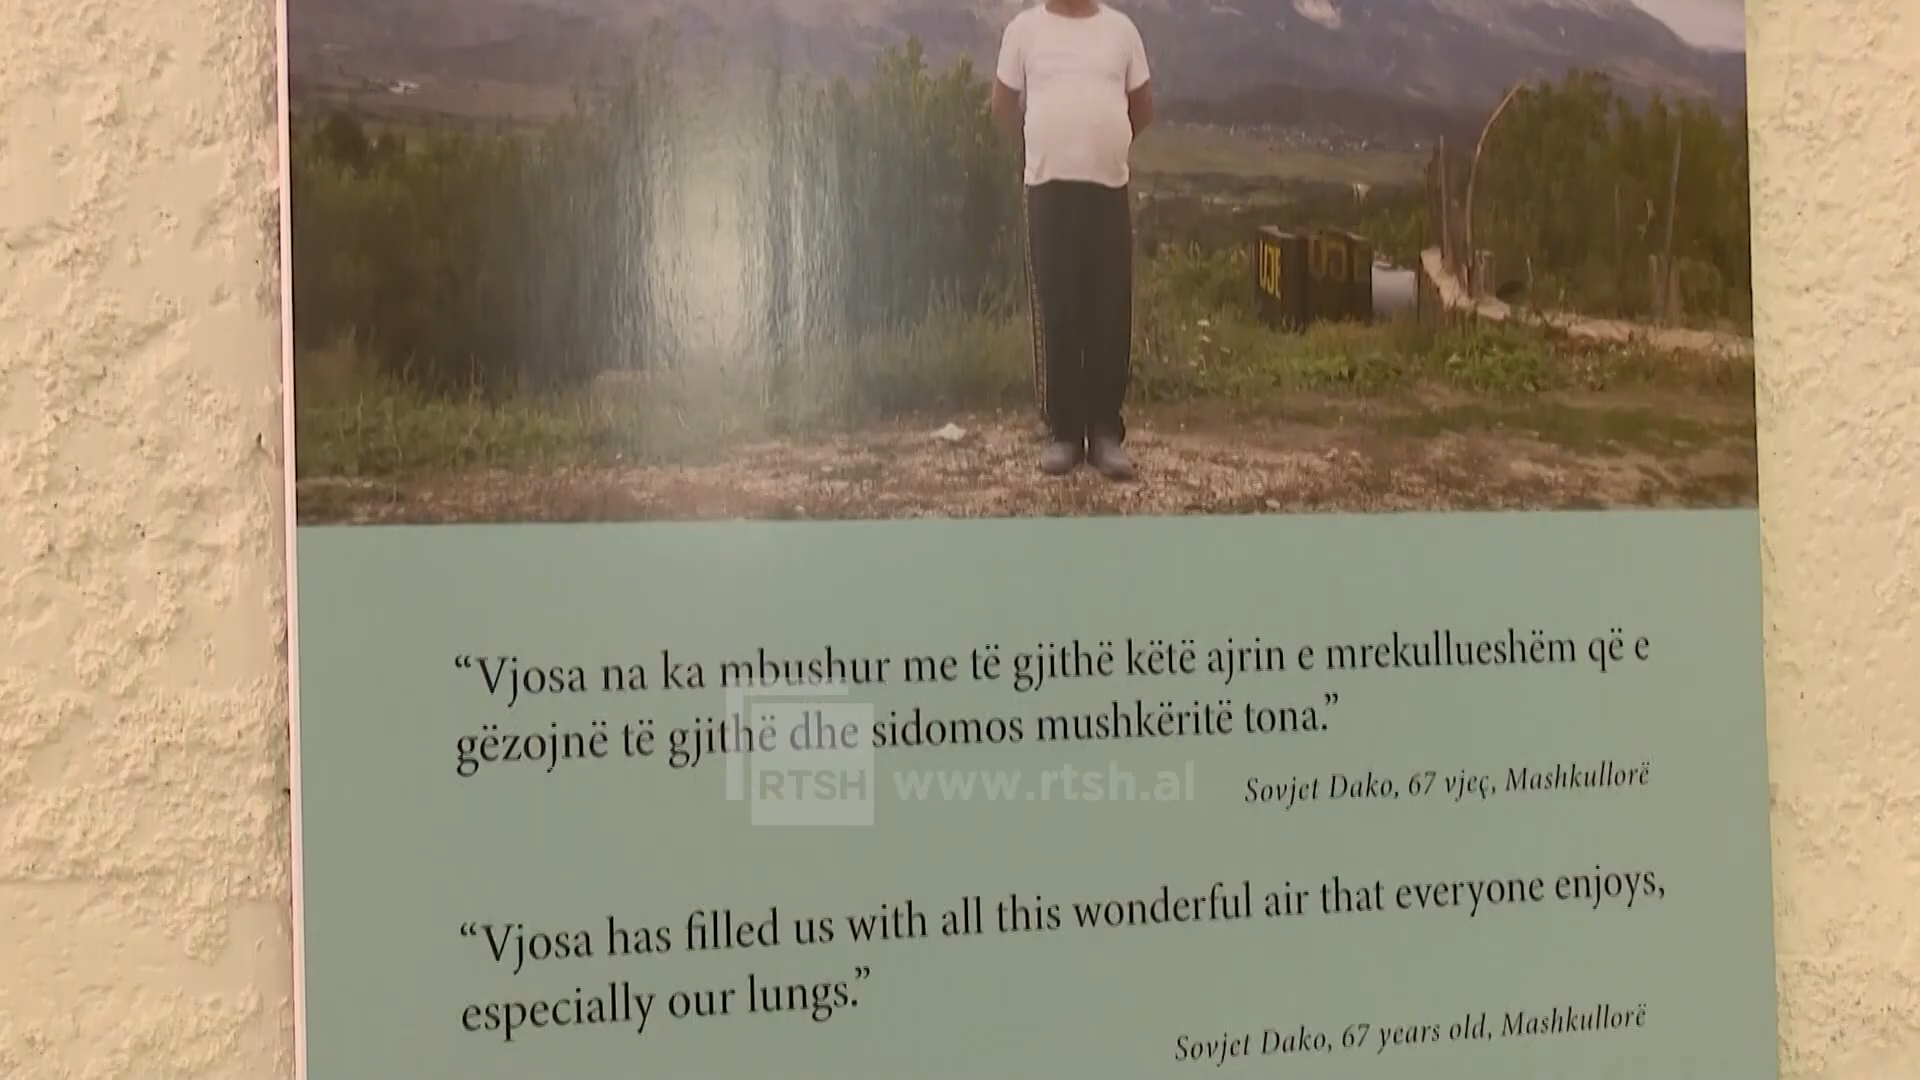 UJE
UJE
“Vjosa na ka mbushur me të gjithë këtë ajrin e mrekullueshëm që e
gëzojnë të gjithë dhe sidomos mushkëritë tona.”
RTSH www.rtsh.al
Sovjet Dako, 67 vjeç, Mashkullorë
“Vjosa has filled us with all this wonderful air that everyone enjoys,
especially our lungs.”
Sovjet Dako, 67 years old, Mashkullorë